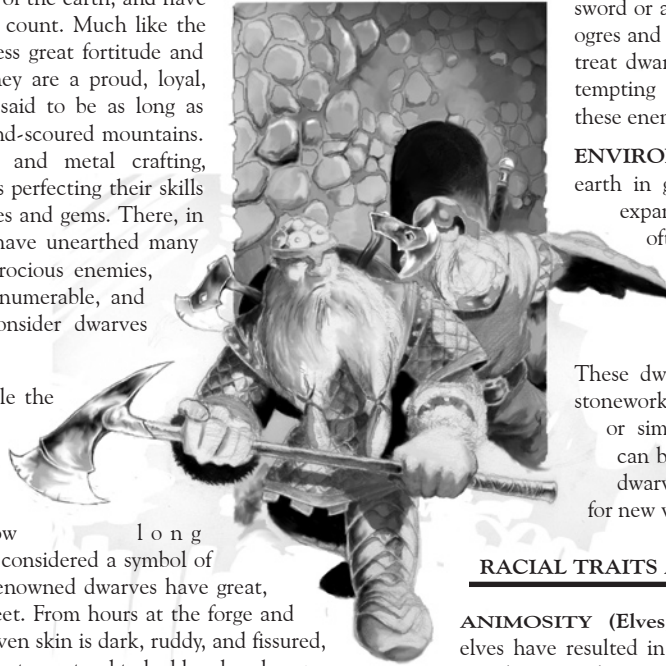 of the earth, and have
count. Much like the
ess great fortitude and
hey are a proud, loyal,
said to be as long as
nd-scoured mountains.
and metal crafting,
s perfecting their skills
es and gems. There, in
have unearthed many
rocious enemies,
numerable, and
onsider dwarves
le the
ow long
considered a symbol of
enowned dwarves have great,
eet. From hours at the forge and
ven skin is dark, ruddy, and fissured,
sword or a
ogres and
treat dwar
tempting
these enem
ENVIRON
earth in g
expan
oft
These dw
stonework
or sim
can b
dwarv
for new v
RACIAL TRAITS A
ANIMOSITY (Elves
elves have resulted in